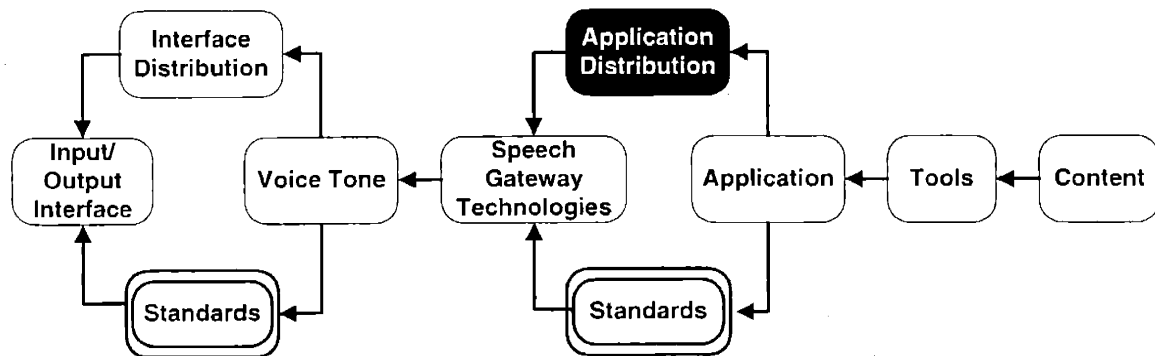 Interface
Distribution
Application
Distribution
Input/
Output
Interface
Voice Tone
Speech
Gateway
Technologies
Application
Tools
Content
Standards
Standards